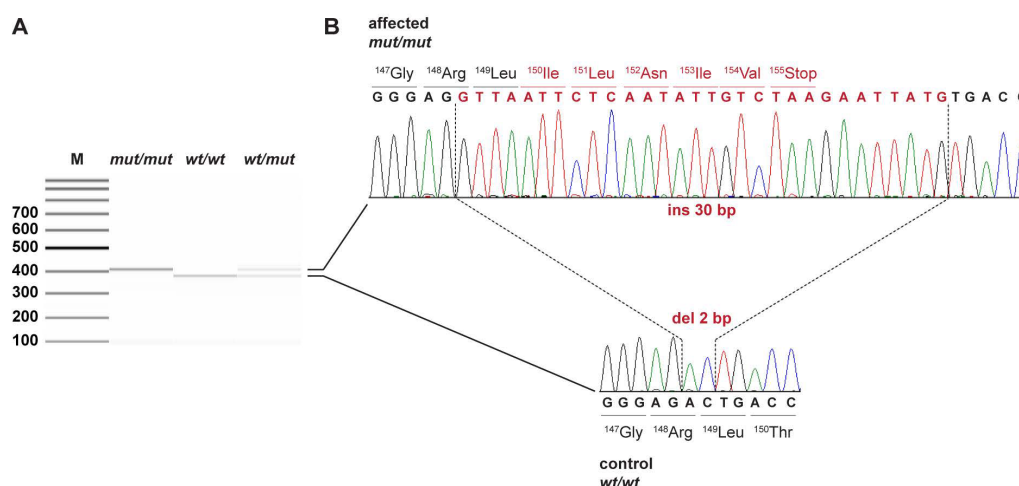 A
B
affected
mut/mut
¹⁴⁷Gly ¹⁴⁸Arg ¹⁴⁹Leu ¹⁵⁰Ile ¹⁵¹Leu ¹⁵²Asn ¹⁵³Ile ¹⁵⁴Val ¹⁵⁵Stop
G G G A G G T T A A T T C T C A A T A T T G T C T A A G A A T T A T G T G A C
M mut/mut wt/wt wt/mut
700
600
500
400
300
200
100
ins 30 bp
del 2 bp
G G G A G A C T G A C C
¹⁴⁷Gly ¹⁴⁸Arg ¹⁴⁹Leu ¹⁵⁰Thr
control
wt/wt